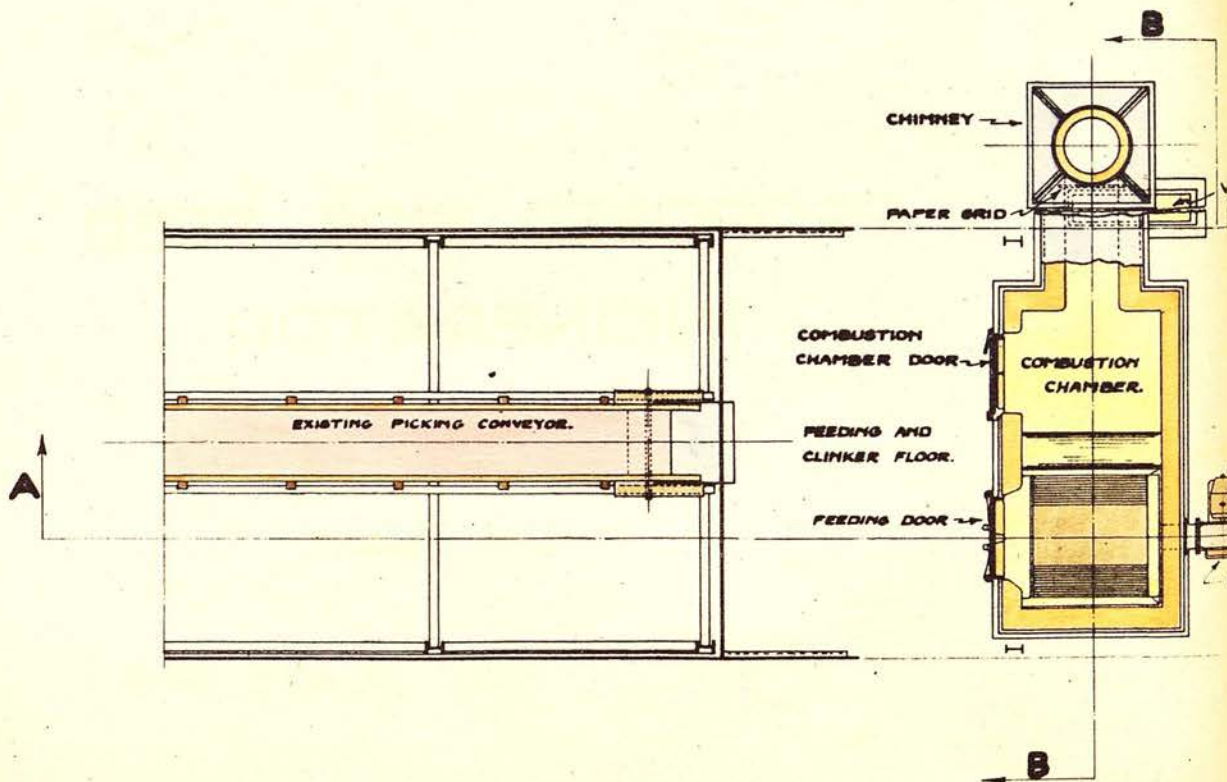 B
CHIMNEY
PAPER GRID
COMBUSTION
CHAMBER DOOR
COMBUSTION
CHAMBER.
EXISTING PICKING CONVEYOR.
FEEDING AND
CLINKER FLOOR.
A
FEEDING DOOR
B